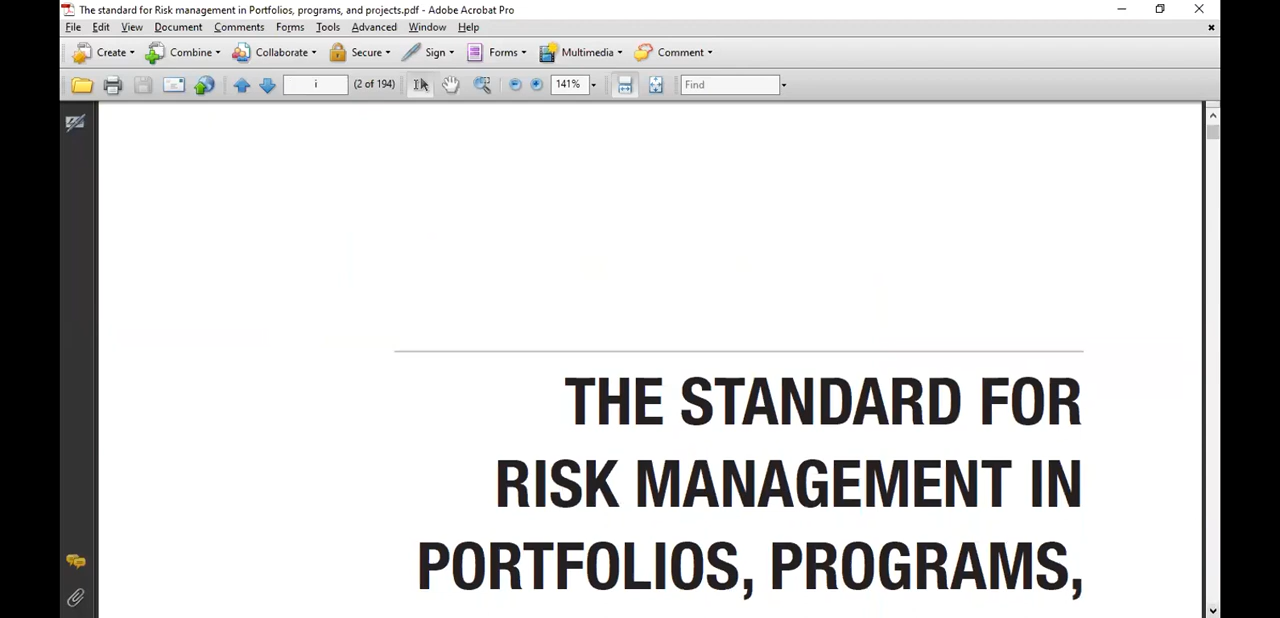 The standard for Risk management in Portfolios, programs, and projects.pdf - Adobe Acrobat Pro
File Edit View Document Comments Forms Tools Advanced Window Help
Create Combine Collaborate Secure Sign Forms Multimedia Comment
i (2 of 194) 141% Find
THE STANDARD FOR
RISK MANAGEMENT IN
PORTFOLIOS, PROGRAMS,